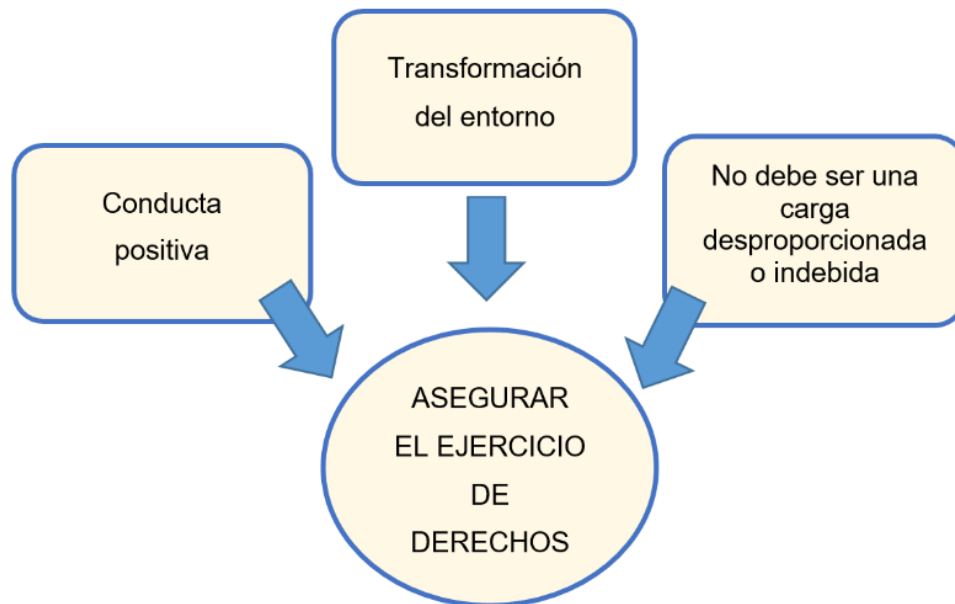 Transformación
del entorno
Conducta
positiva
No debe ser una
carga
desproporcionada
o indebida
ASEGURAR
EL EJERCICIO
DE
DERECHOS